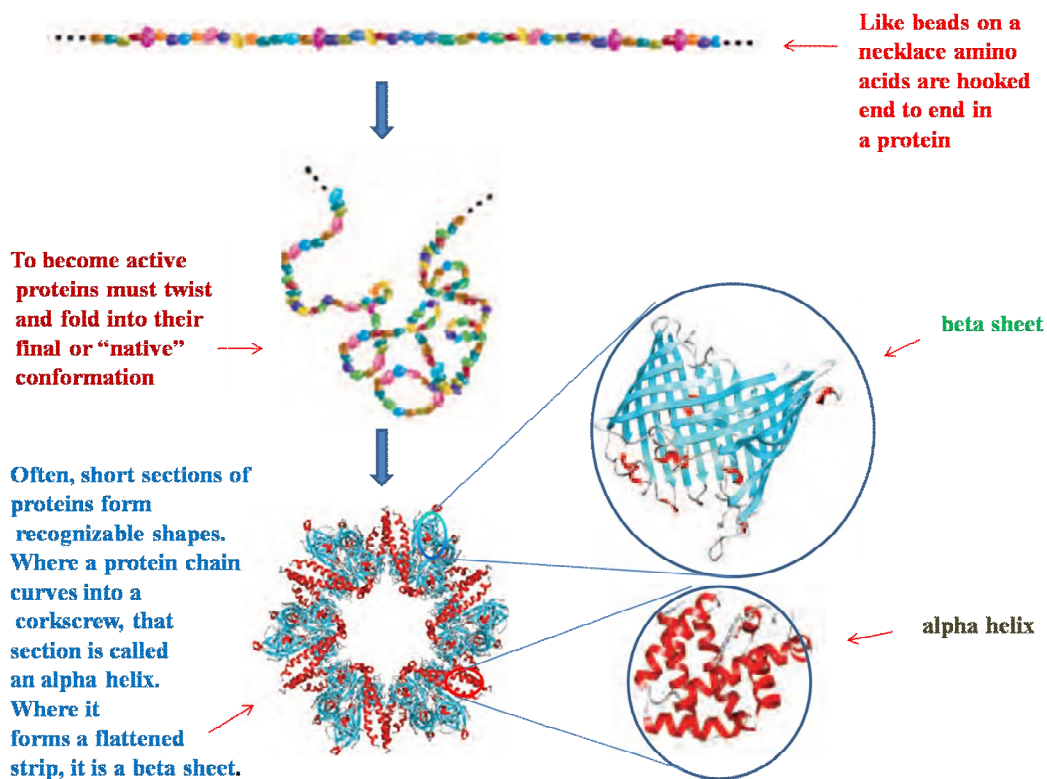 Like beads on a
necklace amino
acids are hooked
end to end in
a protein
To become active
proteins must twist
and fold into their
final or “native”
conformation
beta sheet
Often, short sections of
proteins form
recognizable shapes.
Where a protein chain
curves into a
corkscrew, that
section is called
an alpha helix.
Where it
forms a flattened
strip, it is a beta sheet.
alpha helix